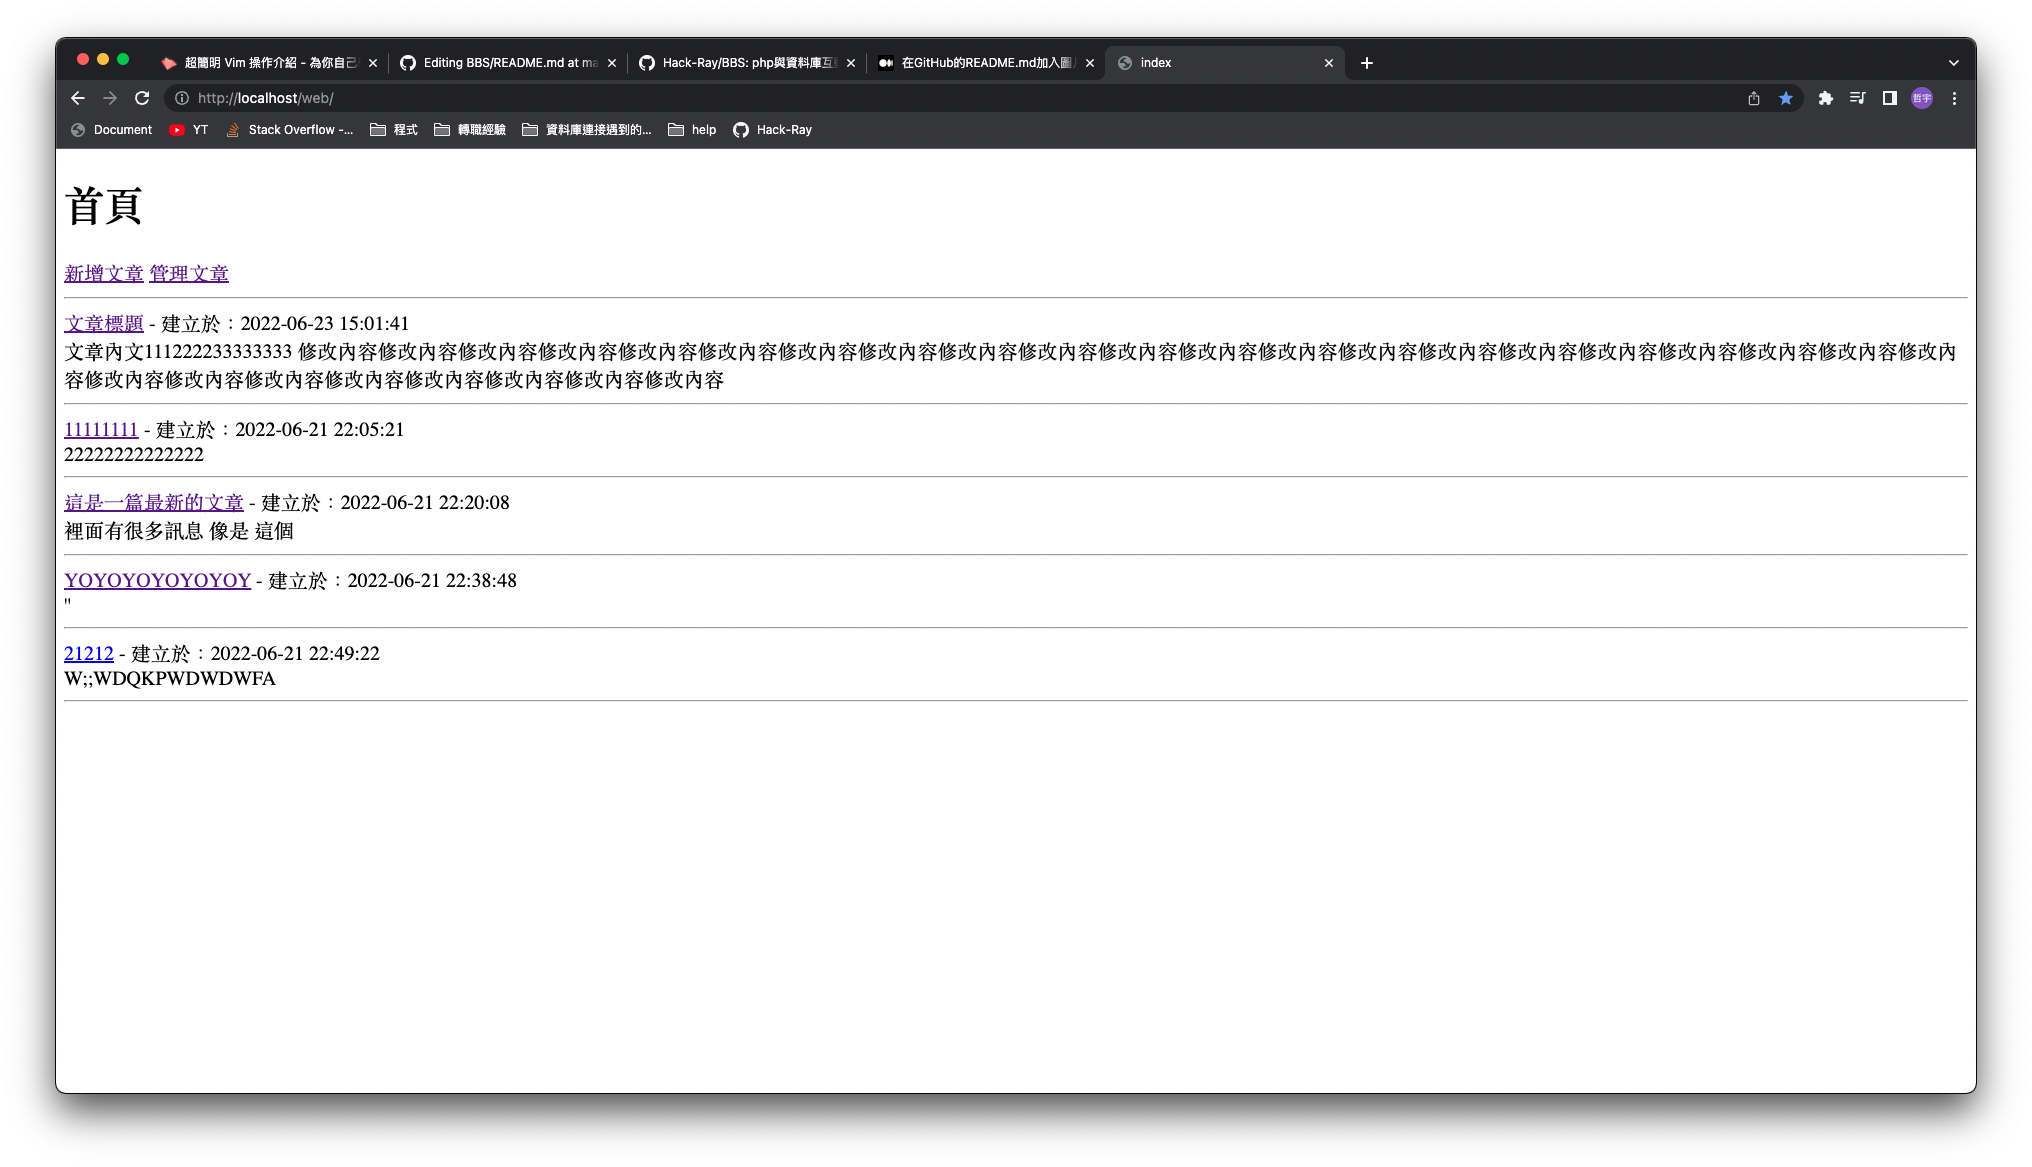 超簡明 Vim 操作介紹 - 為你自己
Editing BBS/README.md at ma
Hack-Ray/BBS: php與資料庫互
在GitHub的README.md加入圖
index
http://localhost/web/
哲宇
Document YT Stack Overflow -... 程式 轉職經驗 資料庫連接遇到的... help Hack-Ray
首頁
新增文章 管理文章
文章標題 - 建立於：2022-06-23 15:01:41
文章內文111222233333333 修改內容修改內容修改內容修改內容修改內容修改內容修改內容修改內容修改內容修改內容修改內容修改內容修改內容修改內容修改內容修改內容修改內容修改內容修改內容修改內容修改內
容修改內容修改內容修改內容修改內容修改內容修改內容修改內容修改內容
11111111 - 建立於：2022-06-21 22:05:21
22222222222222
這是一篇最新的文章 - 建立於：2022-06-21 22:20:08
裡面有很多訊息 像是 這個
YOYOYOYOYOYOY - 建立於：2022-06-21 22:38:48
"
21212 - 建立於：2022-06-21 22:49:22
W;;WDQKPWDWDWFA